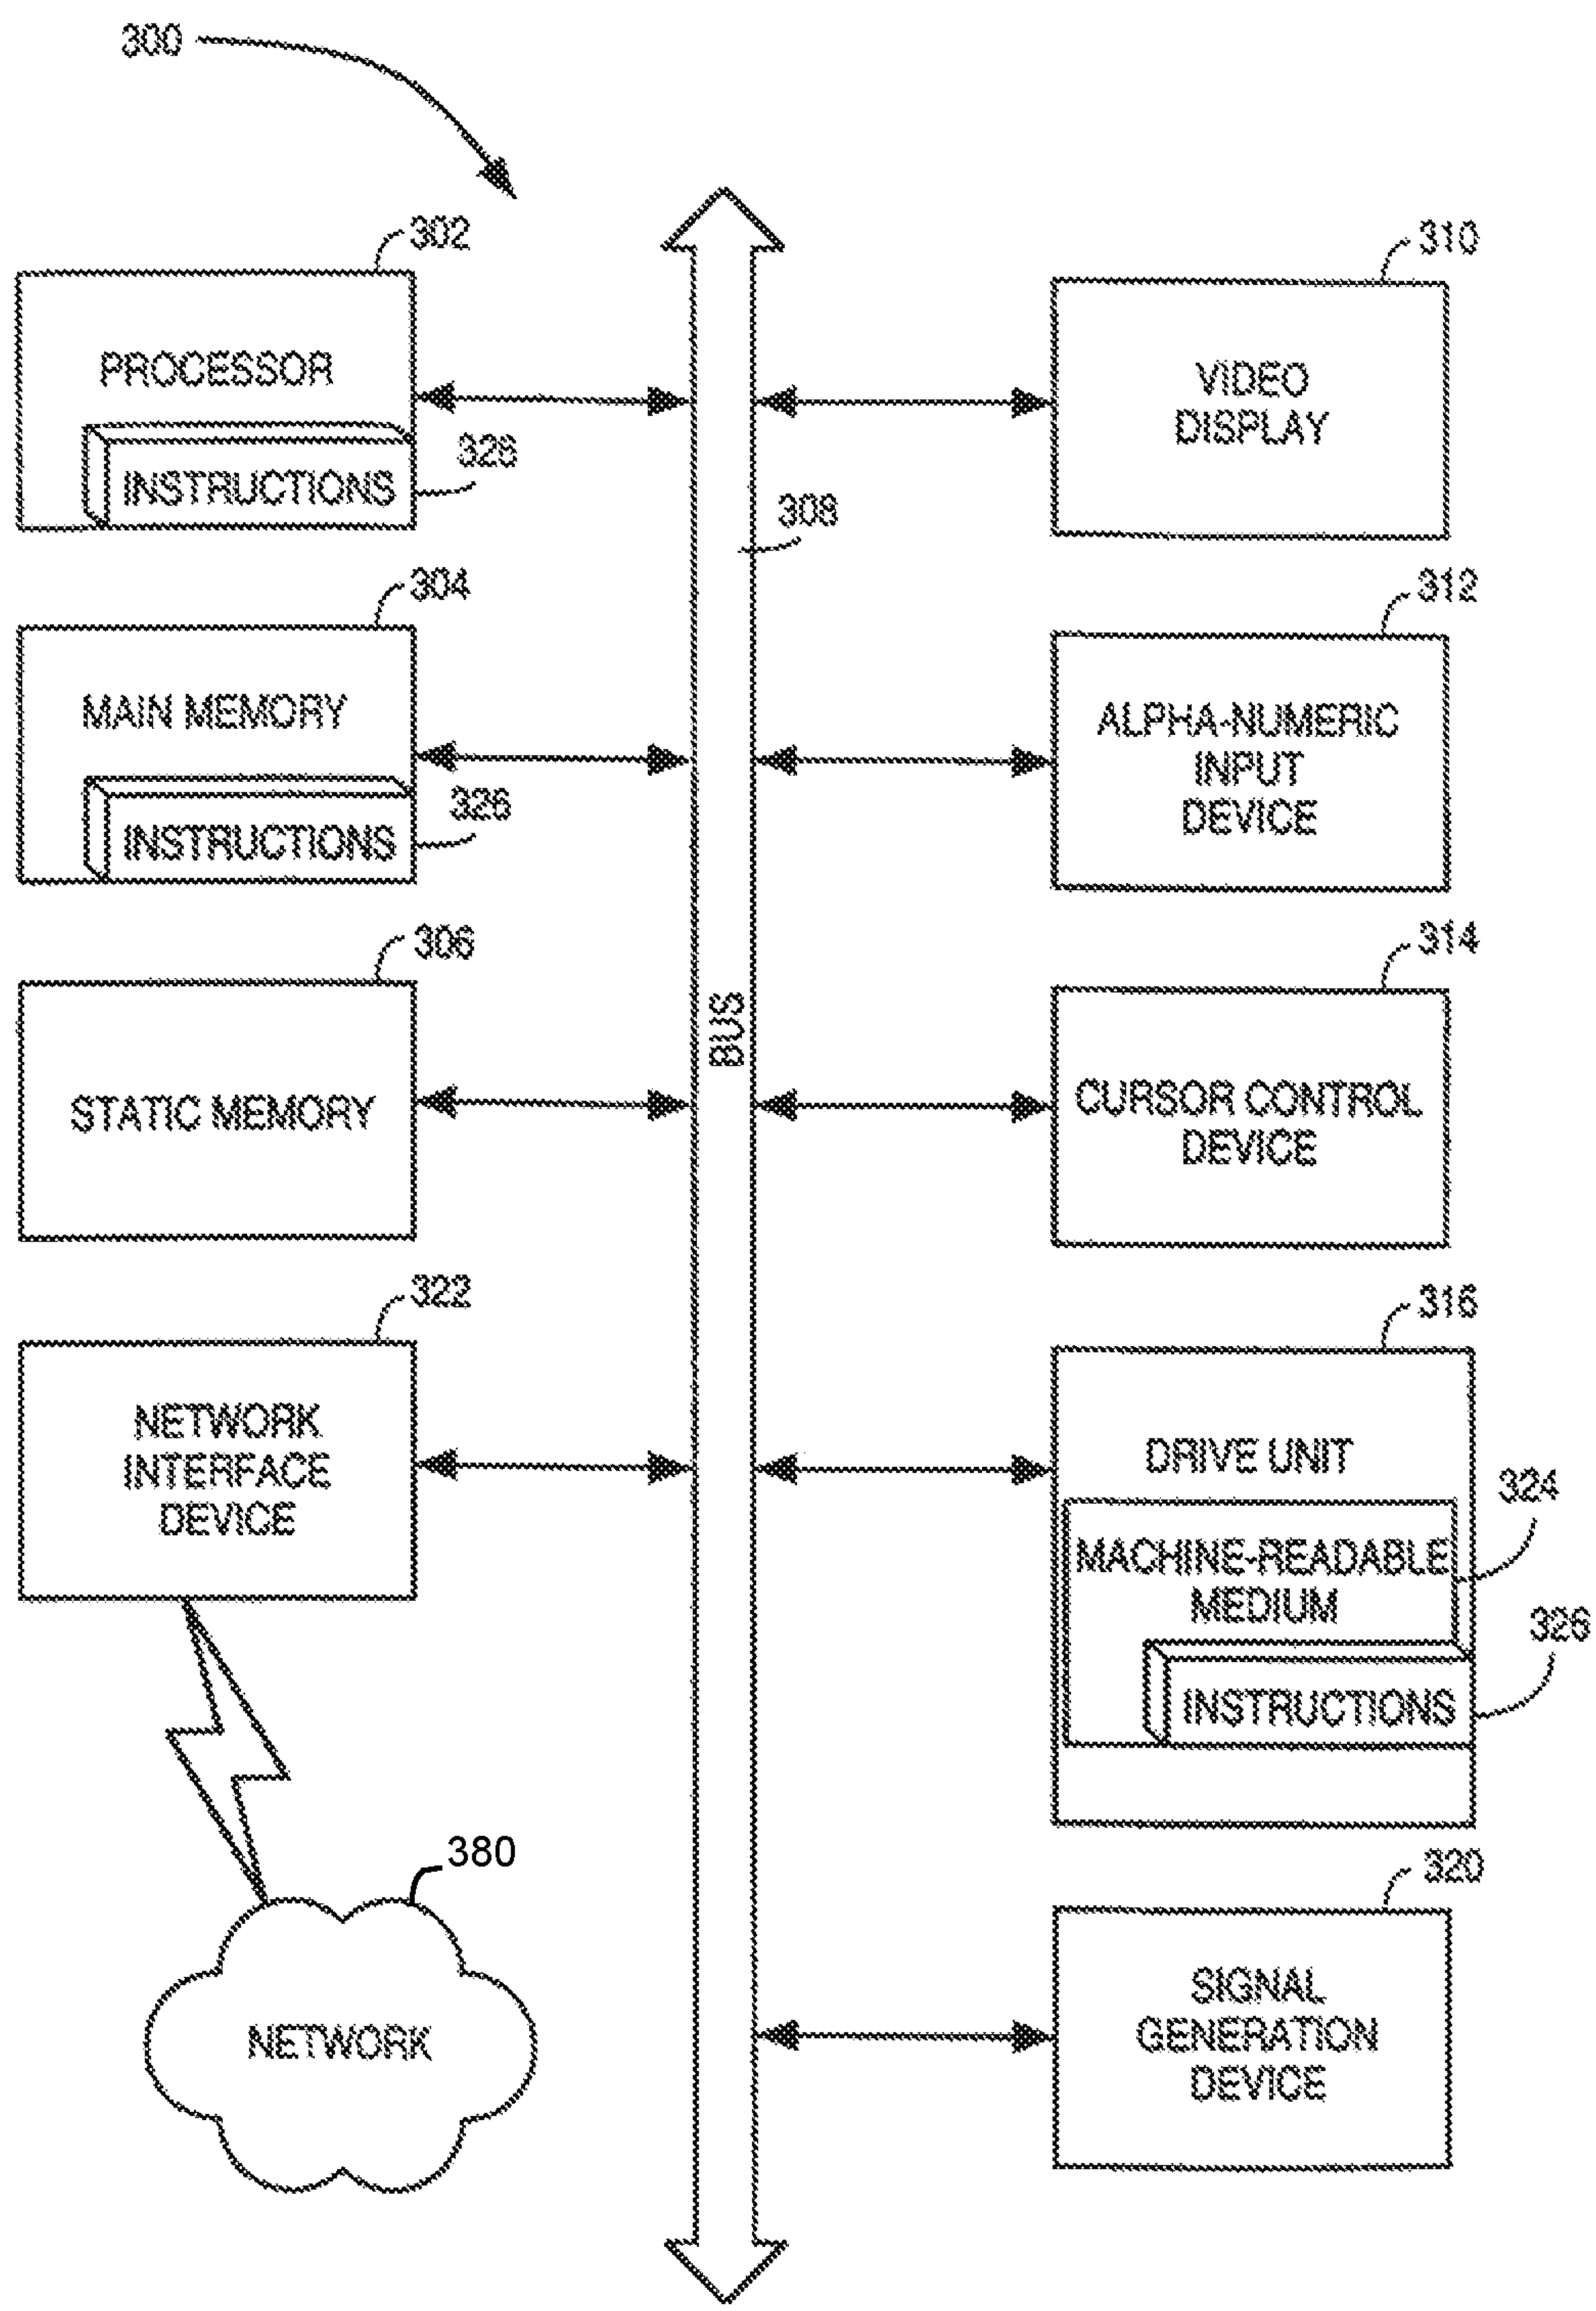 300
302
PROCESSOR
326
INSTRUCTIONS
304
MAIN MEMORY
326
INSTRUCTIONS
306
STATIC MEMORY
322
NETWORK
INTERFACE
DEVICE
380
NETWORK
308
BUS
310
VIDEO
DISPLAY
312
ALPHA-NUMERIC
INPUT
DEVICE
314
CURSOR CONTROL
DEVICE
316
DRIVE UNIT
324
MACHINE-READABLE
MEDIUM
326
INSTRUCTIONS
320
SIGNAL
GENERATION
DEVICE